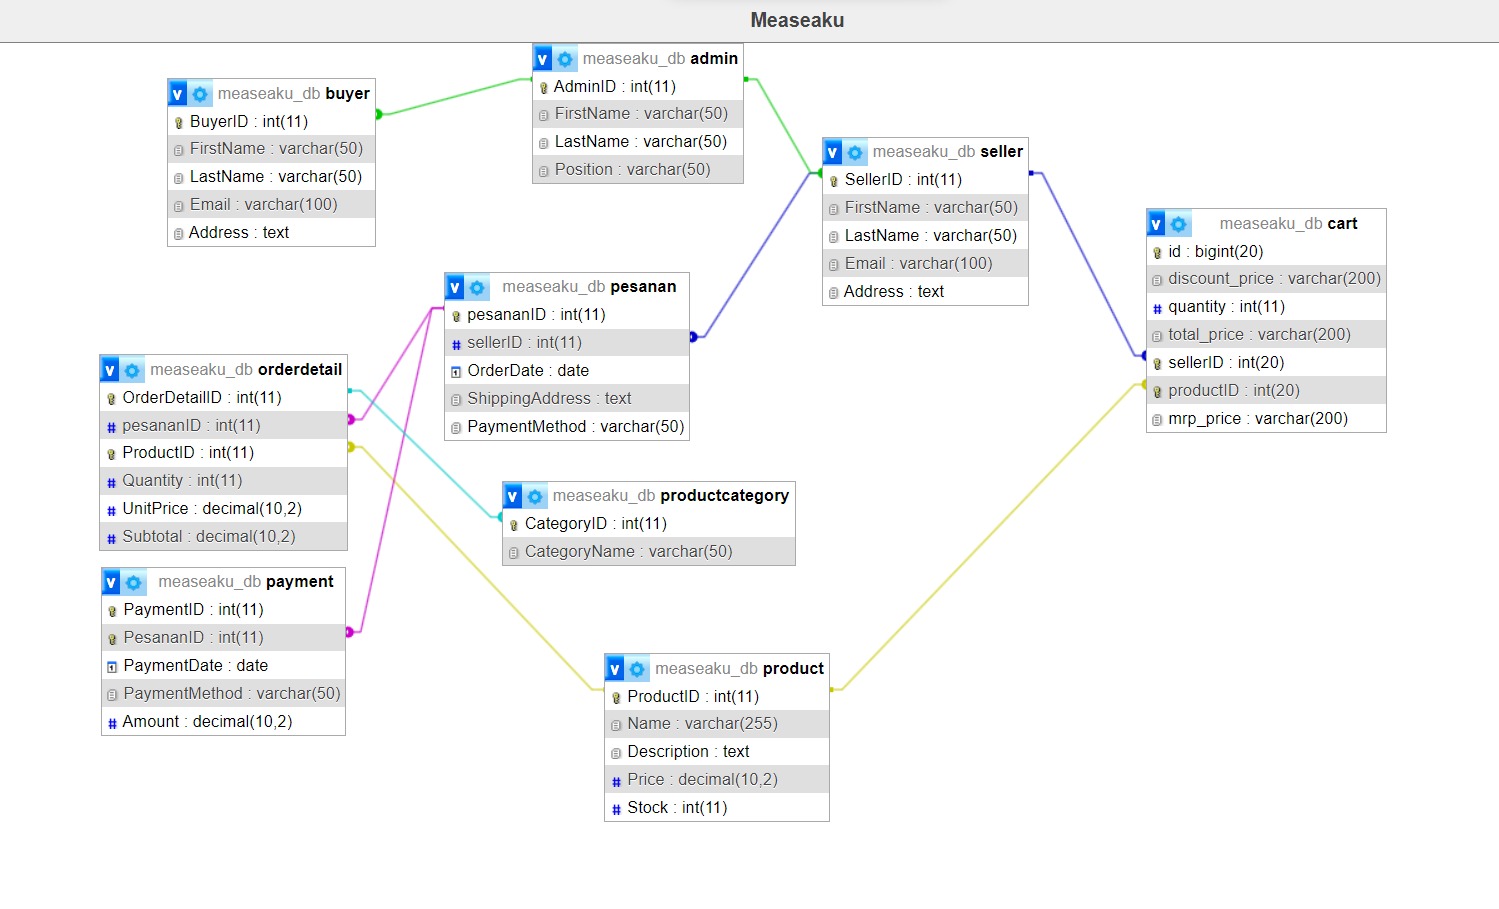 Measeaku
measeaku_db buyer
BuyerID : int(11)
FirstName : varchar(50)
LastName : varchar(50)
Email : varchar(100)
Address : text
measeaku_db admin
AdminID : int(11)
FirstName : varchar(50)
LastName : varchar(50)
Position : varchar(50)
measeaku_db seller
SellerID : int(11)
FirstName : varchar(50)
LastName : varchar(50)
Email : varchar(100)
Address : text
measeaku_db cart
id : bigint(20)
discount_price : varchar(200)
quantity : int(11)
total_price : varchar(200)
sellerID : int(20)
productID : int(20)
mrp_price : varchar(200)
measeaku_db pesanan
pesananID : int(11)
sellerID : int(11)
OrderDate : date
ShippingAddress : text
PaymentMethod : varchar(50)
measeaku_db orderdetail
OrderDetailID : int(11)
pesananID : int(11)
ProductID : int(11)
Quantity : int(11)
UnitPrice : decimal(10,2)
Subtotal : decimal(10,2)
measeaku_db productcategory
CategoryID : int(11)
CategoryName : varchar(50)
measeaku_db payment
PaymentID : int(11)
PesananID : int(11)
PaymentDate : date
PaymentMethod : varchar(50)
Amount : decimal(10,2)
measeaku_db product
ProductID : int(11)
Name : varchar(255)
Description : text
Price : decimal(10,2)
Stock : int(11)